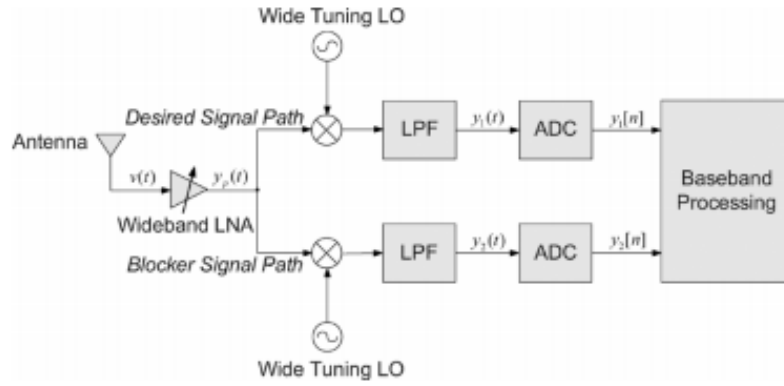 Wide Tuning LO
Desired Signal Path
LPF
y₁(t)
ADC
y₁[n]
Antenna
v(t)
yₚ(t)
Wideband LNA
Baseband
Processing
Blocker Signal Path
LPF
y₂(t)
ADC
y₂[n]
Wide Tuning LO